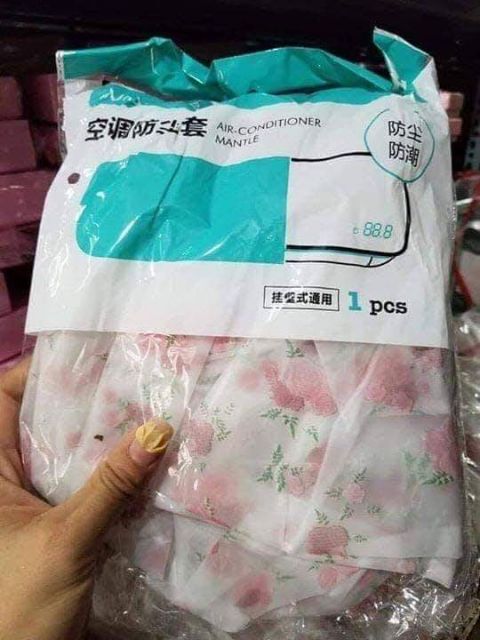 空调防尘套
AIR-CONDITIONER
MANTLE
防尘
防潮
88.8
挂壁式通用
1 pcs